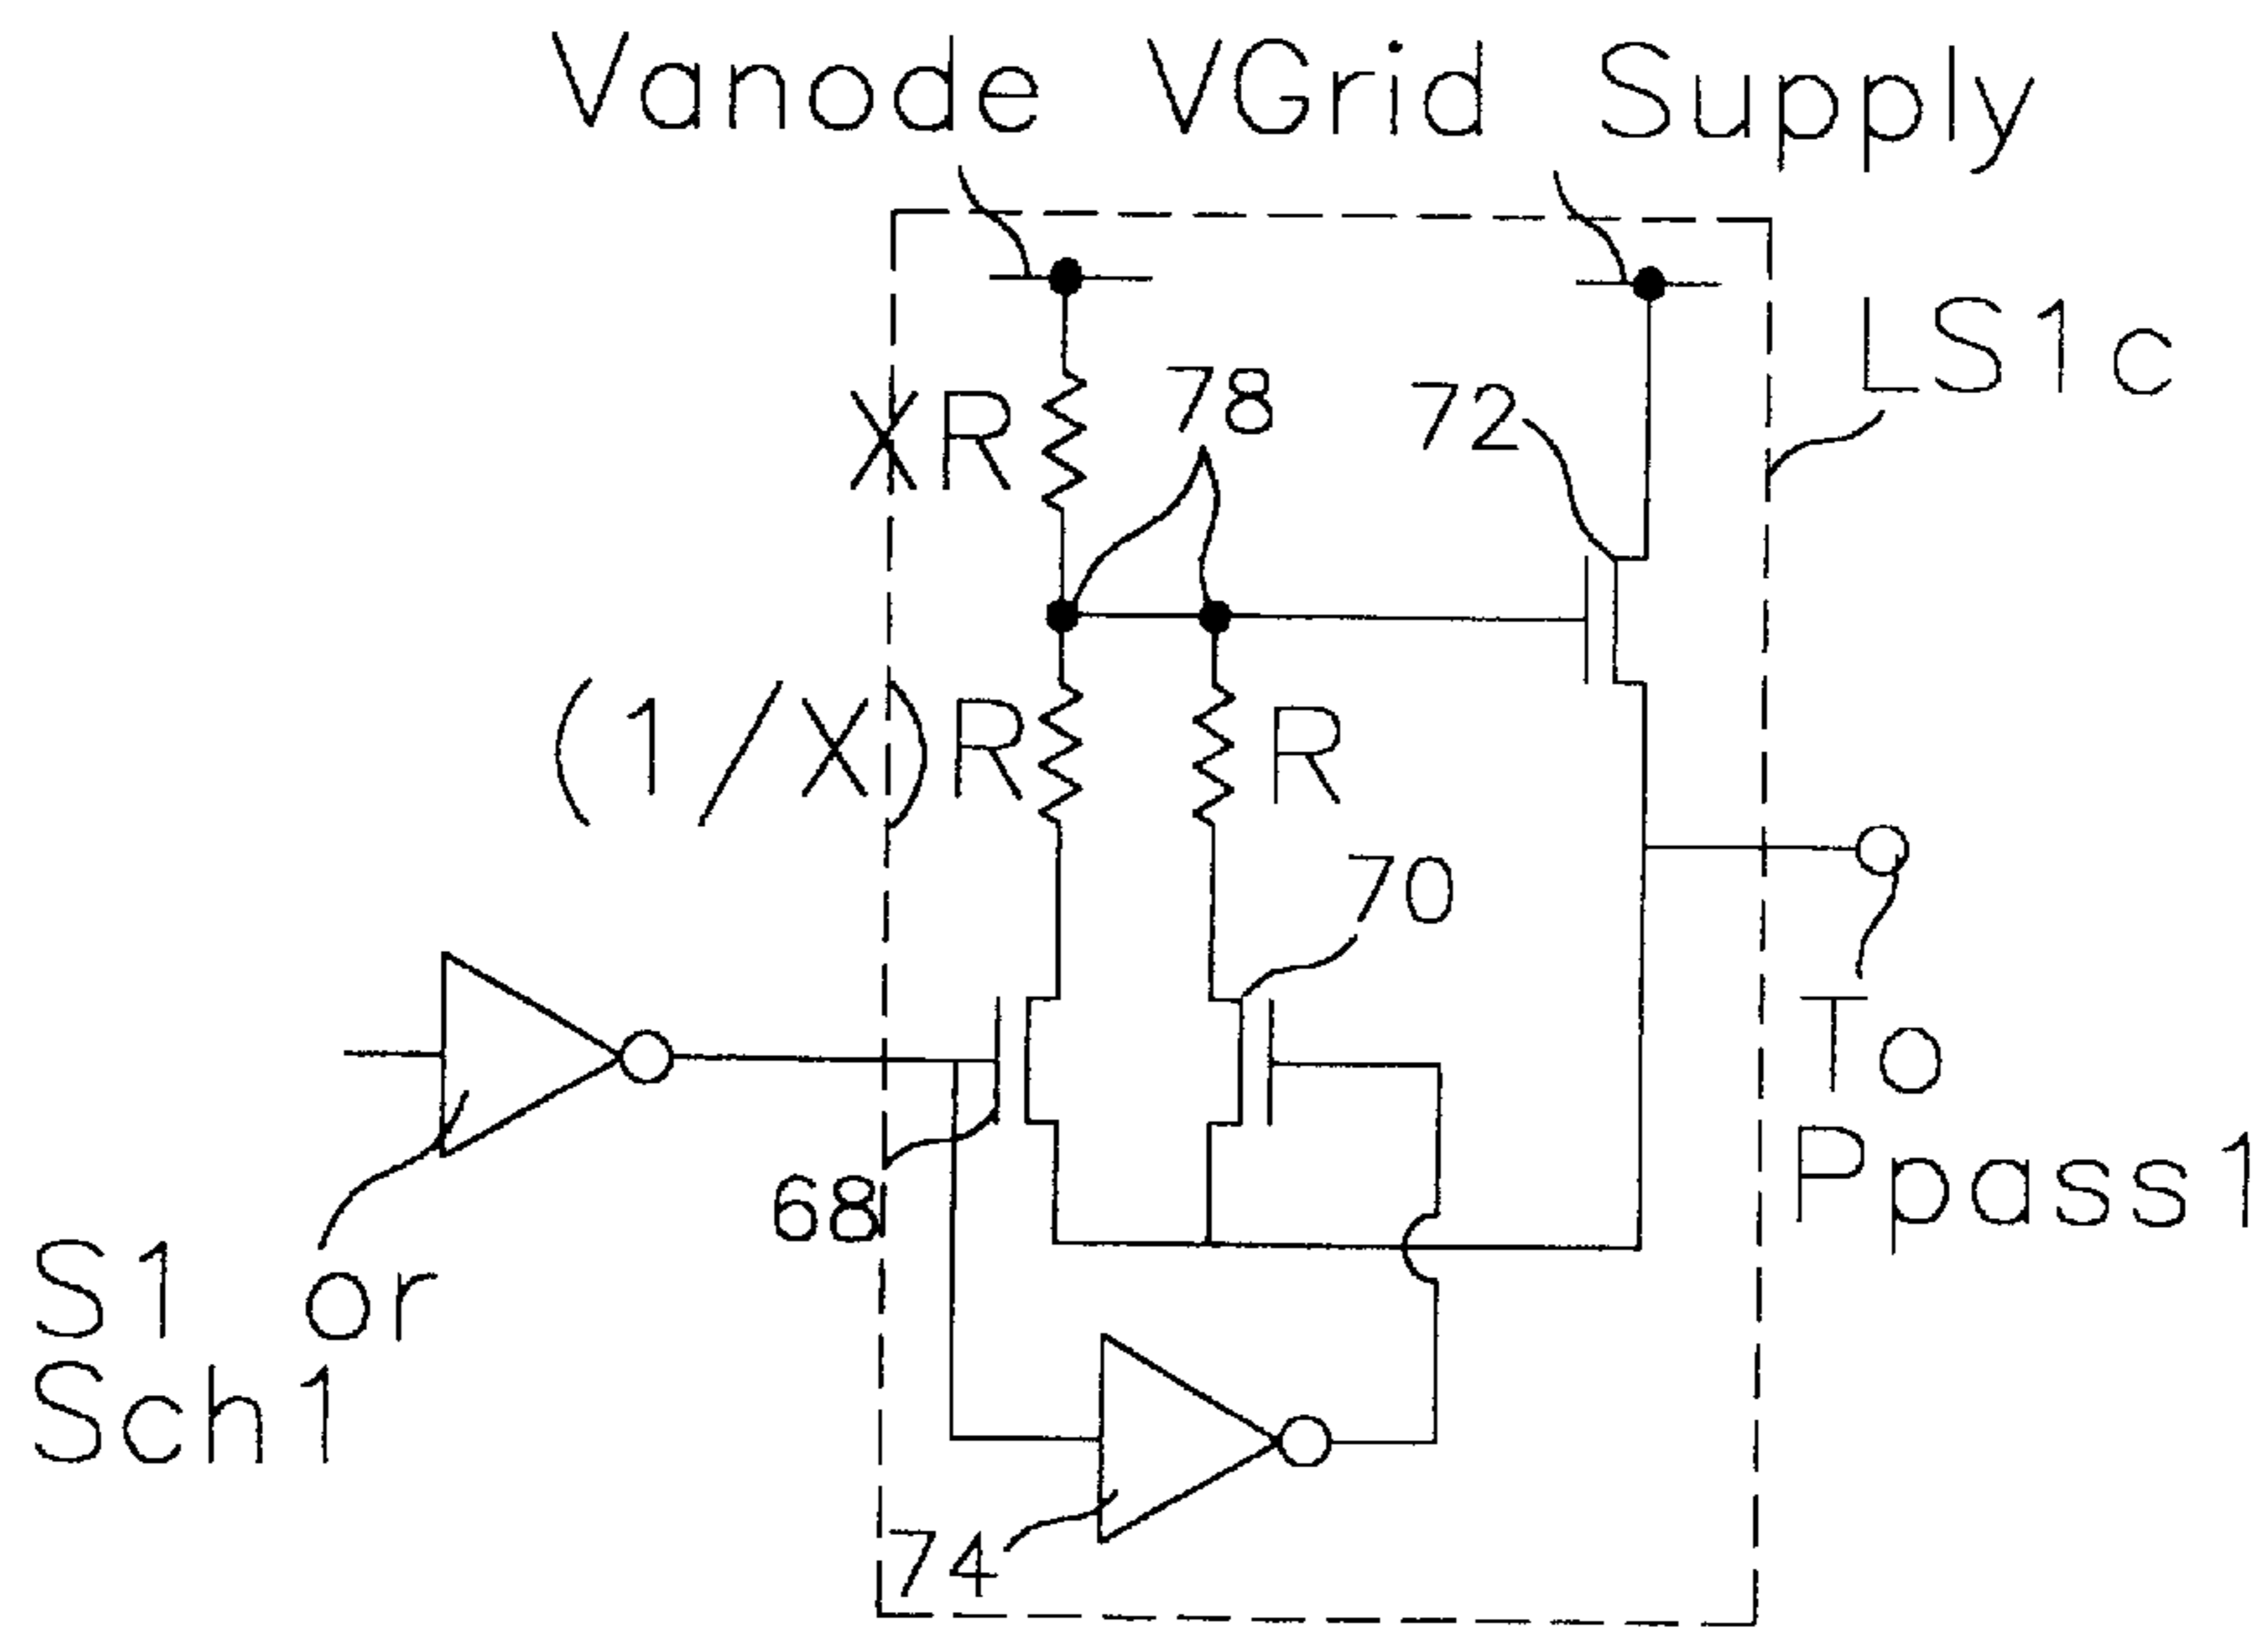 Vanode VGrid Supply
LS1c
XR
78
72
(1/X)R
R
70
68
S1 or
Sch1
To
Ppass1
74